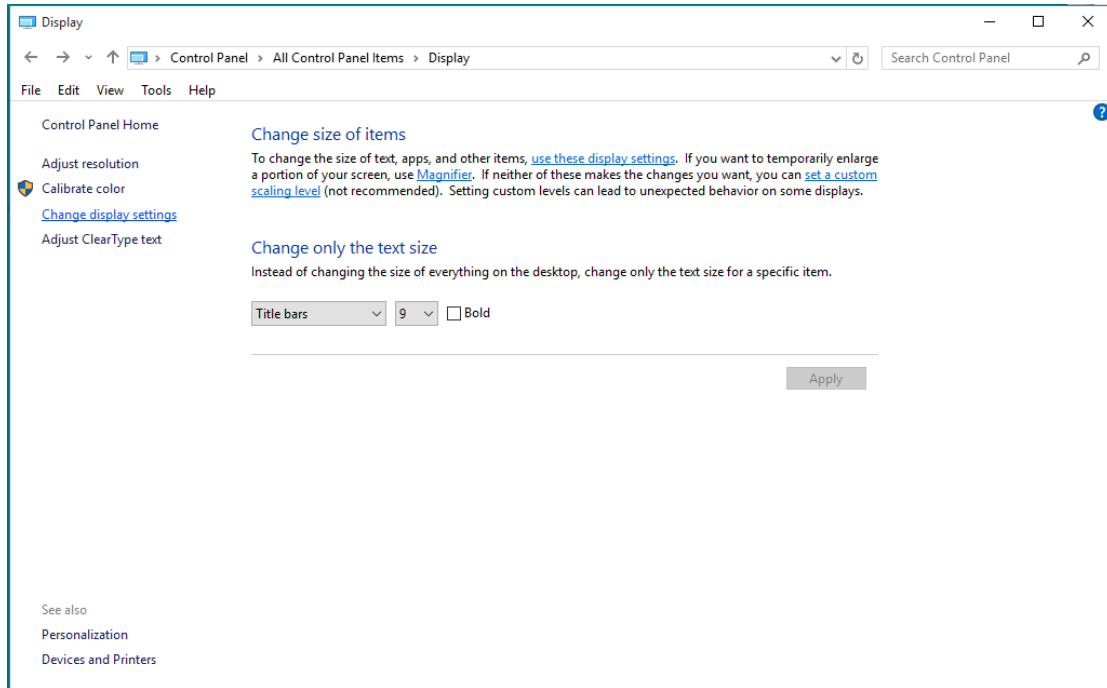 Display
Control Panel > All Control Panel Items > Display
Search Control Panel
File Edit View Tools Help
Control Panel Home
Adjust resolution
Calibrate color
Change display settings
Adjust ClearType text
Change size of items
To change the size of text, apps, and other items, use these display settings. If you want to temporarily enlarge
a portion of your screen, use Magnifier. If neither of these makes the changes you want, you can set a custom
scaling level (not recommended). Setting custom levels can lead to unexpected behavior on some displays.
Change only the text size
Instead of changing the size of everything on the desktop, change only the text size for a specific item.
Title bars 9 Bold
Apply
See also
Personalization
Devices and Printers